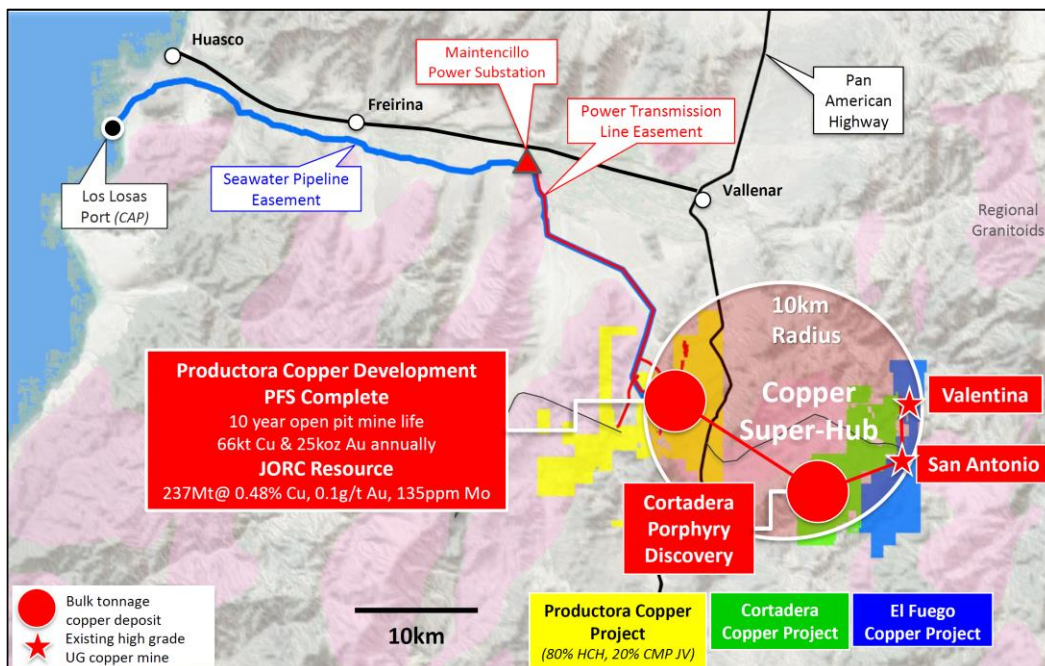 Huasco
Maintencillo
Power Substation
Pan
American
Highway
Freirina
Power Transmission
Line Easement
Seawater Pipeline
Easement
Los Losas
Port (CAP)
Vallenar
Regional
Granitoids
10km
Radius
Productora Copper Development
PFS Complete
10 year open pit mine life
66kt Cu & 25koz Au annually
JORC Resource
237Mt@ 0.48% Cu, 0.1g/t Au, 135ppm Mo
Copper
Super-Hub
Valentina
San Antonio
Cortadera
Porphyry
Discovery
Bulk tonnage
copper deposit
Existing high grade
UG copper mine
10km
Productora Copper
Project
(80% HCH, 20% CMP JV)
Cortadera
Copper Project
El Fuego
Copper Project